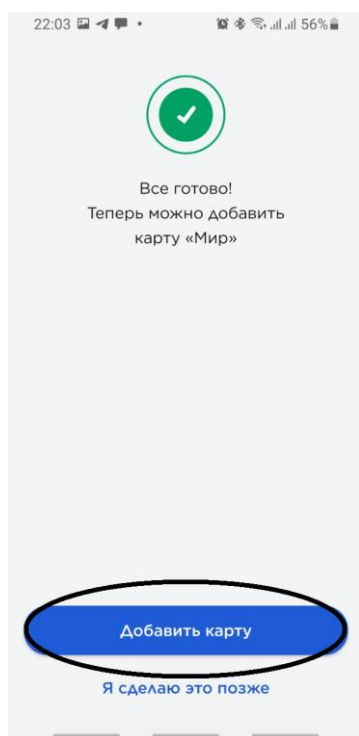 22:03 56%
Все готово!
Теперь можно добавить
карту «Мир»
Добавить карту
Я сделаю это позже